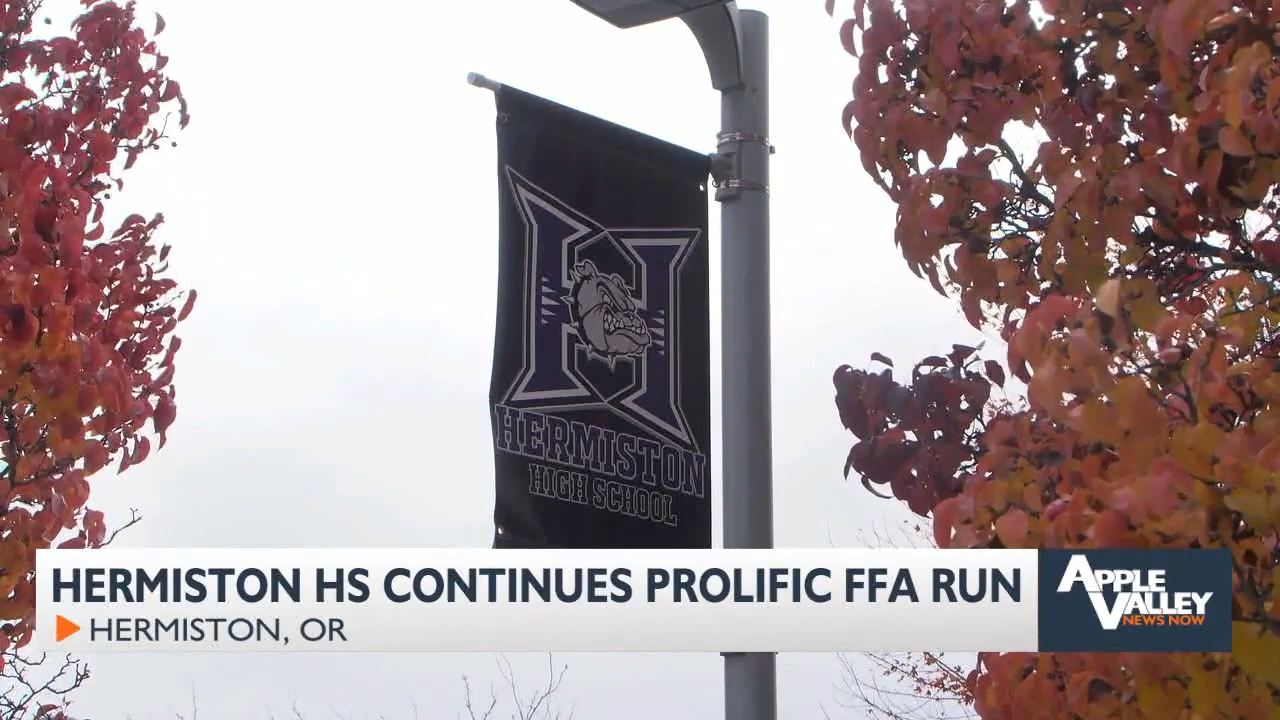 HERMISTON
HIGH SCHOOL
HERMISTON HS CONTINUES PROLIFIC FFA RUN
HERMISTON, OR
APPLE
VALLEY
NEWS NOW